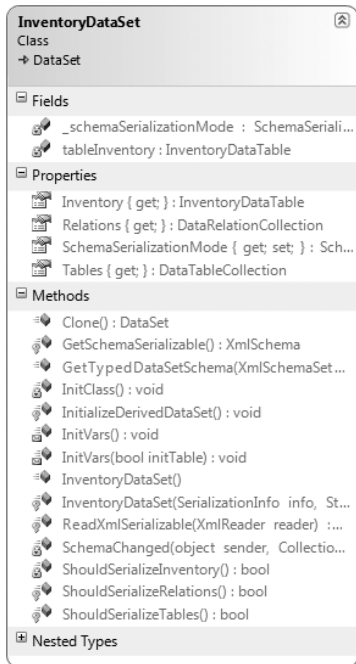 InventoryDataSet
Class
DataSet
Fields
_schemaSerializationMode : SchemaSeriali...
tableInventory : InventoryDataTable
Properties
Inventory { get; } : InventoryDataTable
Relations { get; } : DataRelationCollection
SchemaSerializationMode { get; set; } : Sch...
Tables { get; } : DataTableCollection
Methods
Clone() : DataSet
GetSchemaSerializable() : XmlSchema
GetTypedDataSetSchema(XmlSchemaSet ...
InitClass() : void
InitializeDerivedDataSet() : void
InitVars() : void
InitVars(bool initTable) : void
InventoryDataSet()
InventoryDataSet(SerializationInfo info, St...
ReadXmlSerializable(XmlReader reader) :...
SchemaChanged(object sender, Collectio...
ShouldSerializeInventory() : bool
ShouldSerializeRelations() : bool
ShouldSerializeTables() : bool
Nested Types